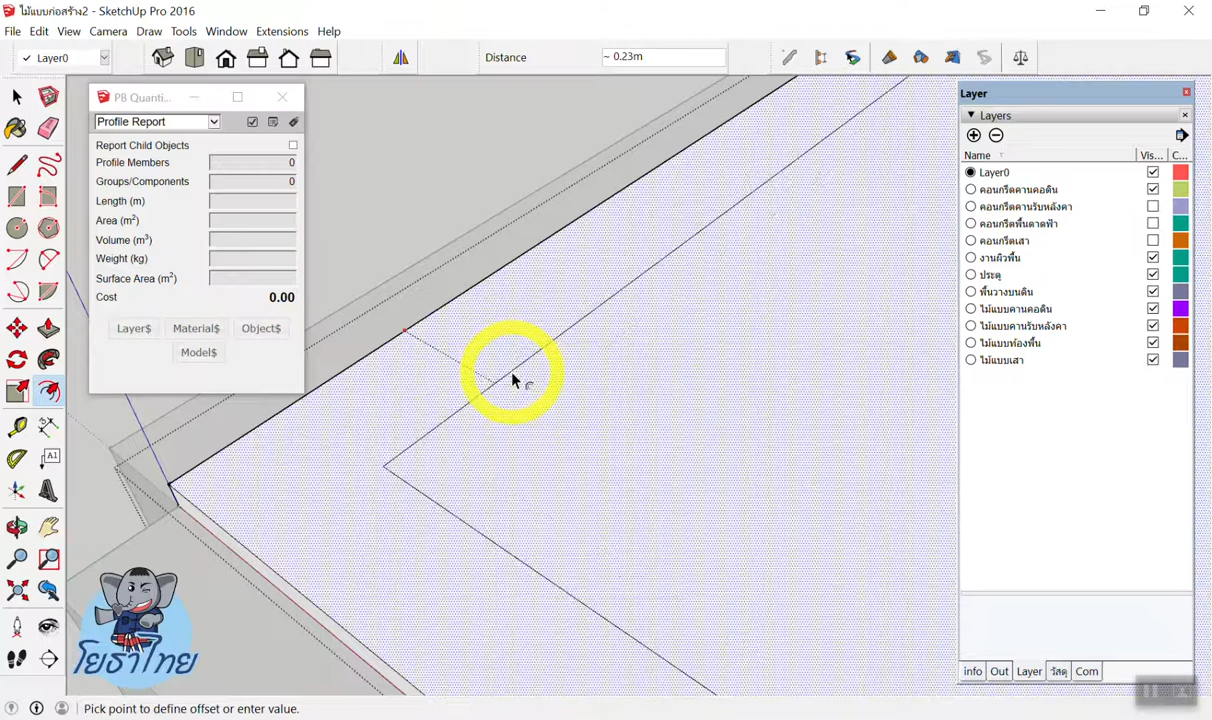 ไม้แบบก่อสร้าง2 - SketchUp Pro 2016
File Edit View Camera Draw Tools Window Extensions Help
Layer0
Distance
~ 0.23m
PB Quanti...
Profile Report
Report Child Objects
Profile Members 0
Groups/Components 0
Length (m)
Area (m²)
Volume (m³)
Weight (kg)
Surface Area (m²)
Cost 0.00
Layer$ Material$ Object$
Model$
Layer
Layers
Name Vis... C...
Layer0
คอนกรีตคานคอดิน
คอนกรีตคานรับหลังคา
คอนกรีตพื้นดาดฟ้า
คอนกรีตเสา
งานผิวพื้น
ประตู
พื้นวางบนดิน
ไม้แบบคานคอดิน
ไม้แบบคานรับหลังคา
ไม้แบบท้องพื้น
ไม้แบบเสา
info Out Layer วัสดุ Com
A1
โยธาไทย
Pick point to define offset or enter value.